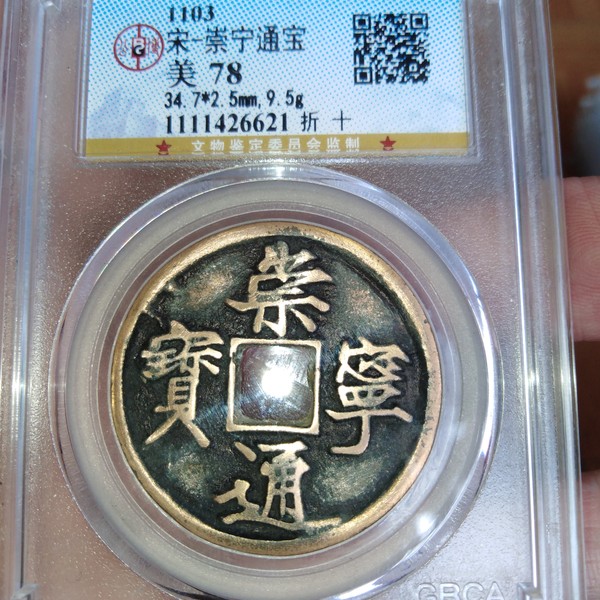 1103
宋-崇宁通宝
美 78
34.7*2.5mm,9.5g
1111426621 折 十
文物鉴定委员会监制
崇
寶 寧
通
GBCA